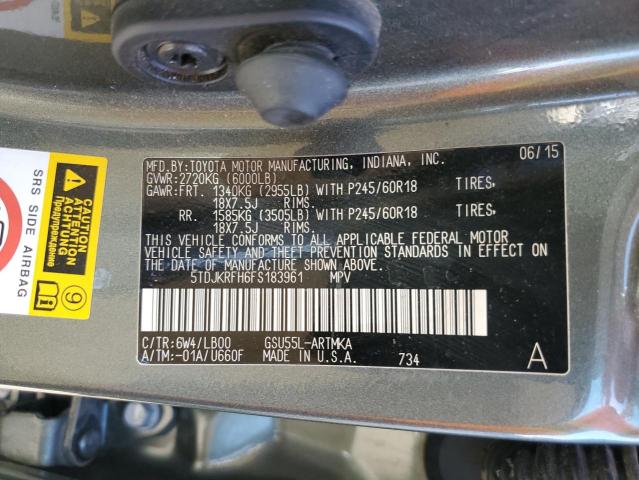 MFD.BY:TOYOTA MOTOR MANUFACTURING, INDIANA, INC. 06/15
GVWR:2720KG (6000LB)
GAWR:FRT. 1340KG (2955LB) WITH P245/60R18 TIRES,
18X7.5J RIMS.
RR. 1585KG (3505LB) WITH P245/60R18 TIRES,
18X7.5J RIMS.
THIS VEHICLE CONFORMS TO ALL APPLICABLE FEDERAL MOTOR
VEHICLE SAFETY AND THEFT PREVENTION STANDARDS IN EFFECT ON
THE DATE OF MANUFACTURE SHOWN ABOVE.
5TDJKRFH6FS183961 MPV
C/TR:6W4/LB00 GSU55L-ARTMKA
A/TM:-01A/U660F MADE IN U.S.A. 734 A
SRS SIDE AIRBAG
CAUTION
ATTENTION
ACHTUNG
Предупреждение
9